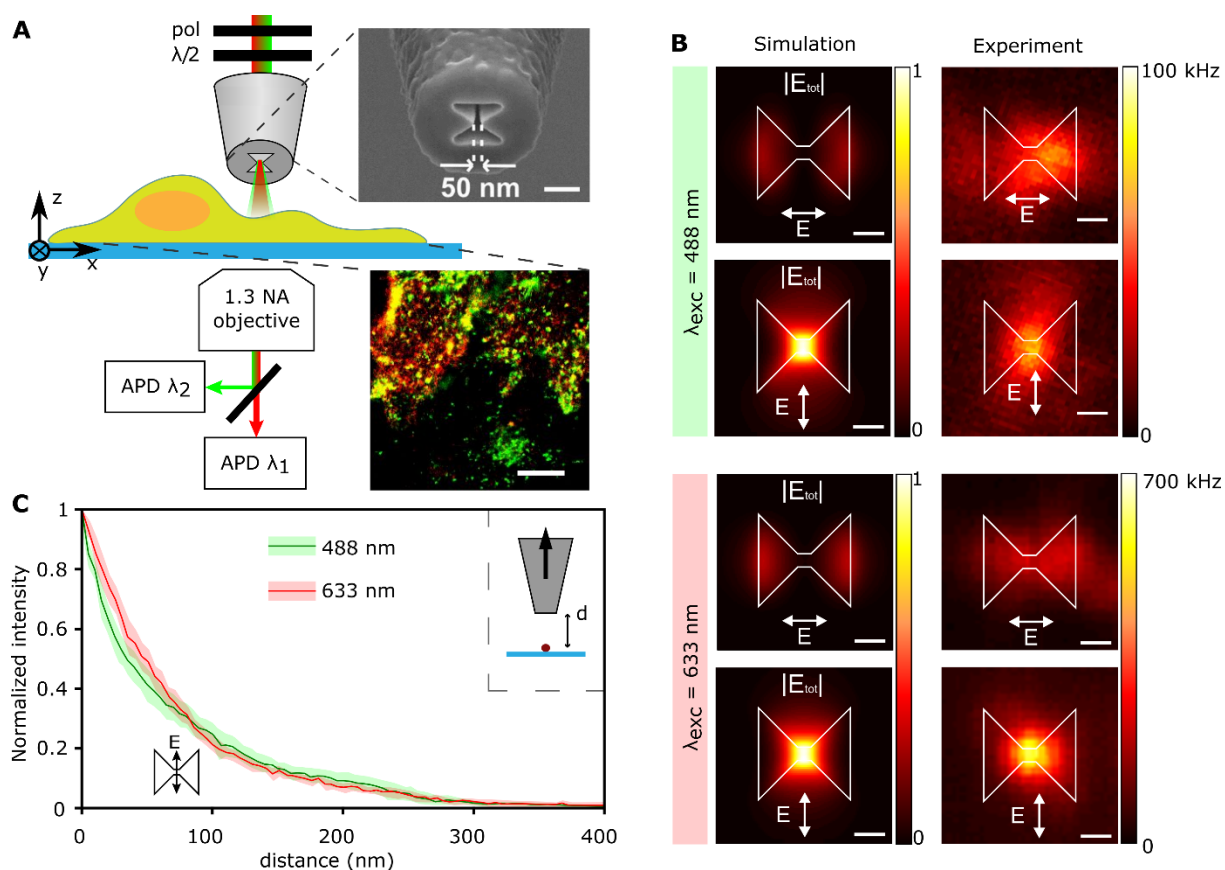 A
pol
λ/2
50 nm
z
y
x
1.3 NA
objective
APD λ2
APD λ1
B
Simulation
Experiment
λexc = 488 nm
|Etot|
E
1
0
E
100 kHz
0
|Etot|
E
E
λexc = 633 nm
|Etot|
E
1
0
E
700 kHz
0
|Etot|
E
E
C
Normalized intensity
1
0.8
0.6
0.4
0.2
0
488 nm
633 nm
d
E
0
100
200
300
400
distance (nm)